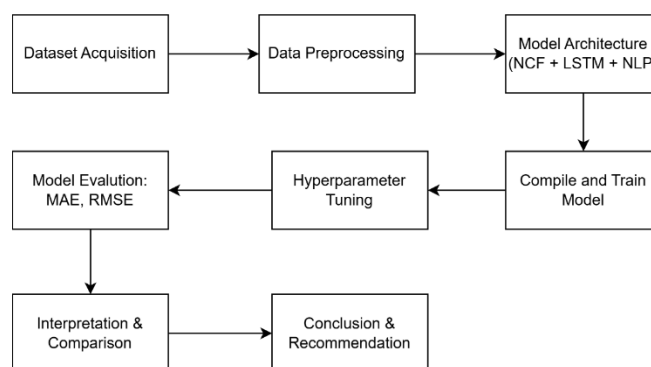 Dataset Acquisition
Data Preprocessing
Model Architecture
(NCF + LSTM + NLP
Compile and Train
Model
Hyperparameter
Tuning
Model Evalution:
MAE, RMSE
Interpretation &
Comparison
Conclusion &
Recommendation